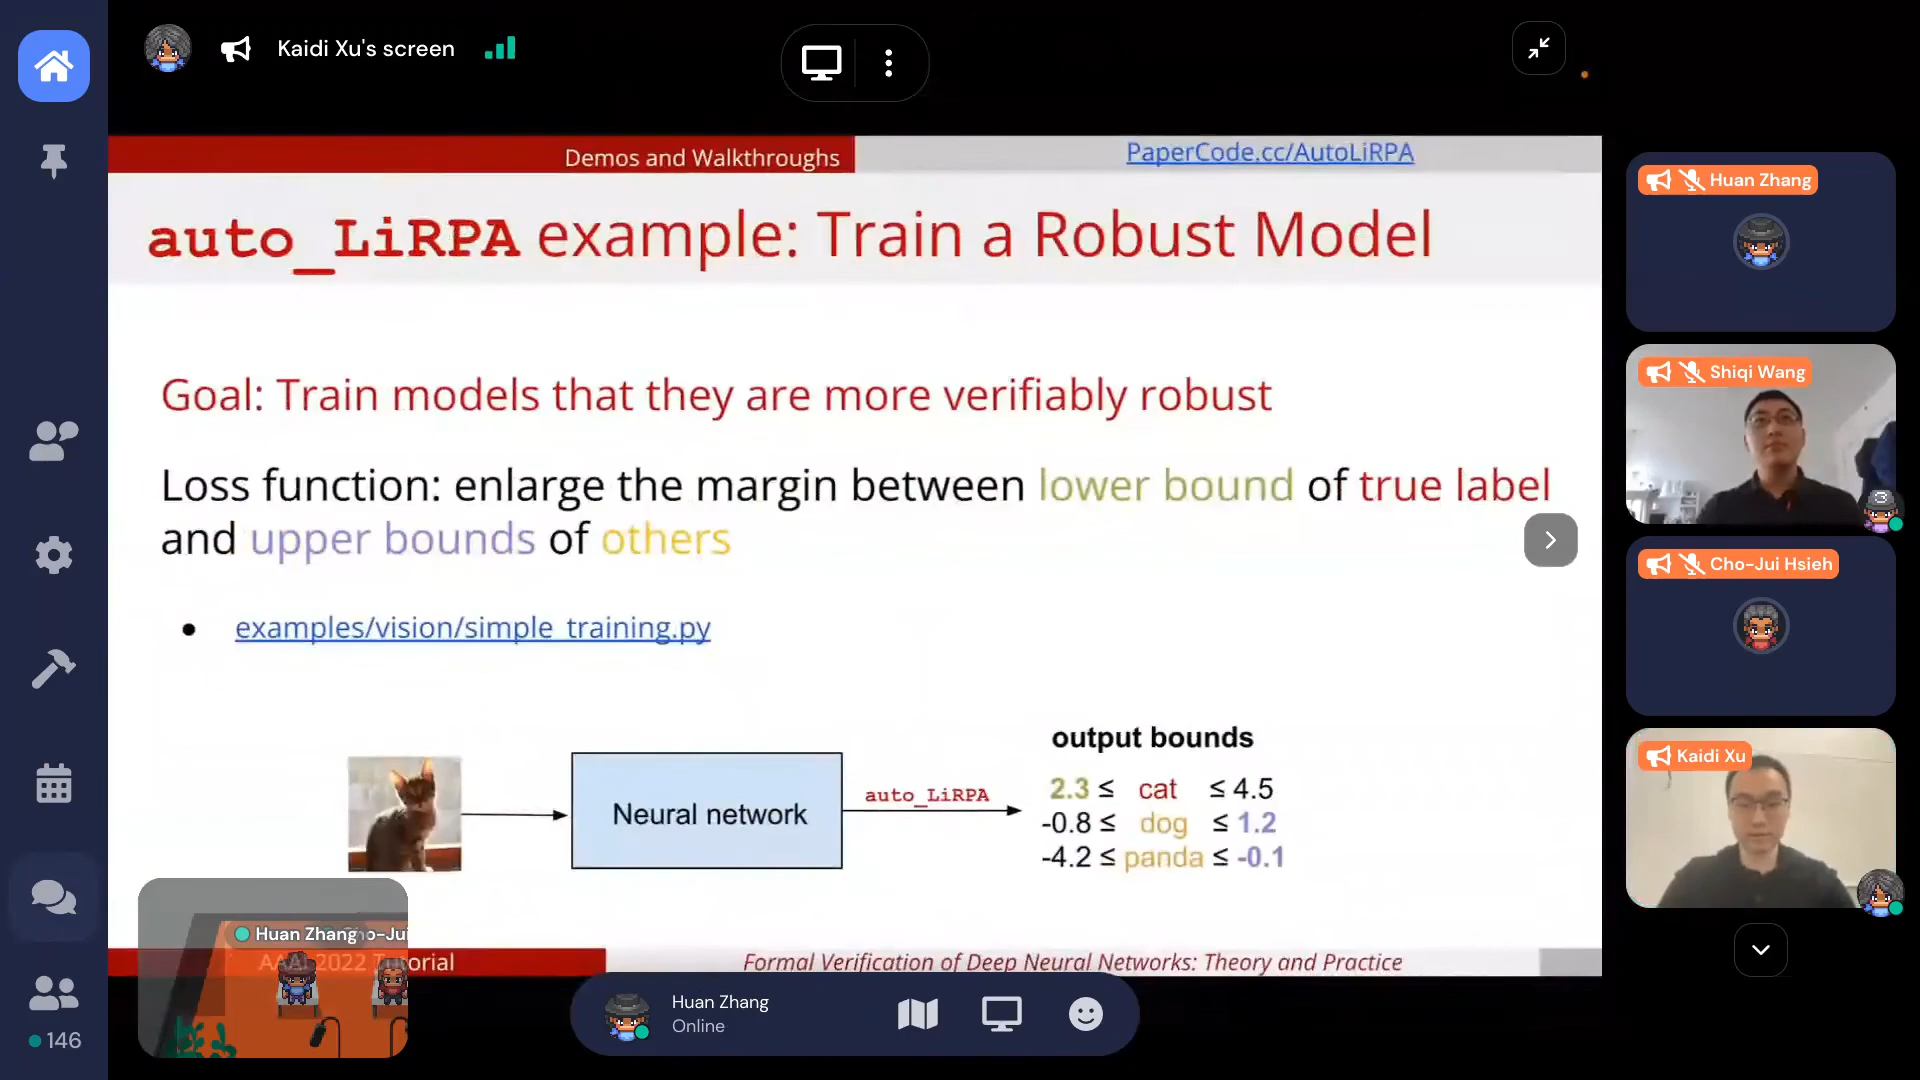 Kaidi Xu's screen
Demos and Walkthroughs
PaperCode.cc/AutoLiRPA
auto_LiRPA example: Train a Robust Model
Goal: Train models that they are more verifiably robust
Loss function: enlarge the margin between lower bound of true label
and upper bounds of others
examples/vision/simple_training.py
Neural network
auto_LiRPA
output bounds
2.3 ≤ cat ≤ 4.5
-0.8 ≤ dog ≤ 1.2
-4.2 ≤ panda ≤ -0.1
Huan Zhang
AAAI 2022 Tutorial
Formal Verification of Deep Neural Networks: Theory and Practice
Huan Zhang
Online
146
Huan Zhang
Shiqi Wang
Cho-Jui Hsieh
Kaidi Xu